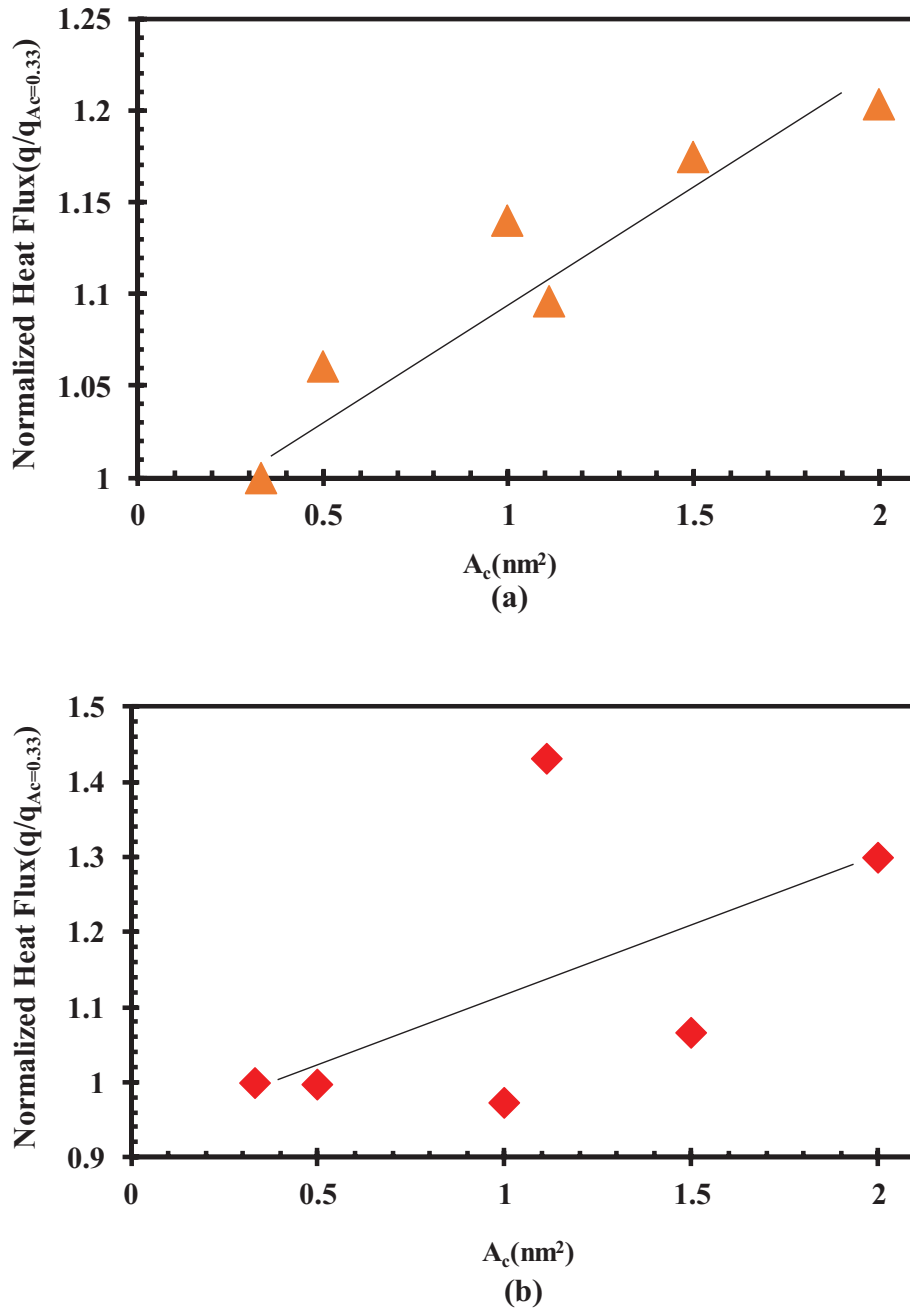 Normalized Heat Flux(q/qAc=0.33)
1.25
1.2
1.15
1.1
1.05
1
0 0.5 1 1.5 2
Ac(nm²)
(a)
Normalized Heat Flux(q/qAc=0.33)
1.5
1.4
1.3
1.2
1.1
1
0.9
0 0.5 1 1.5 2
Ac(nm²)
(b)